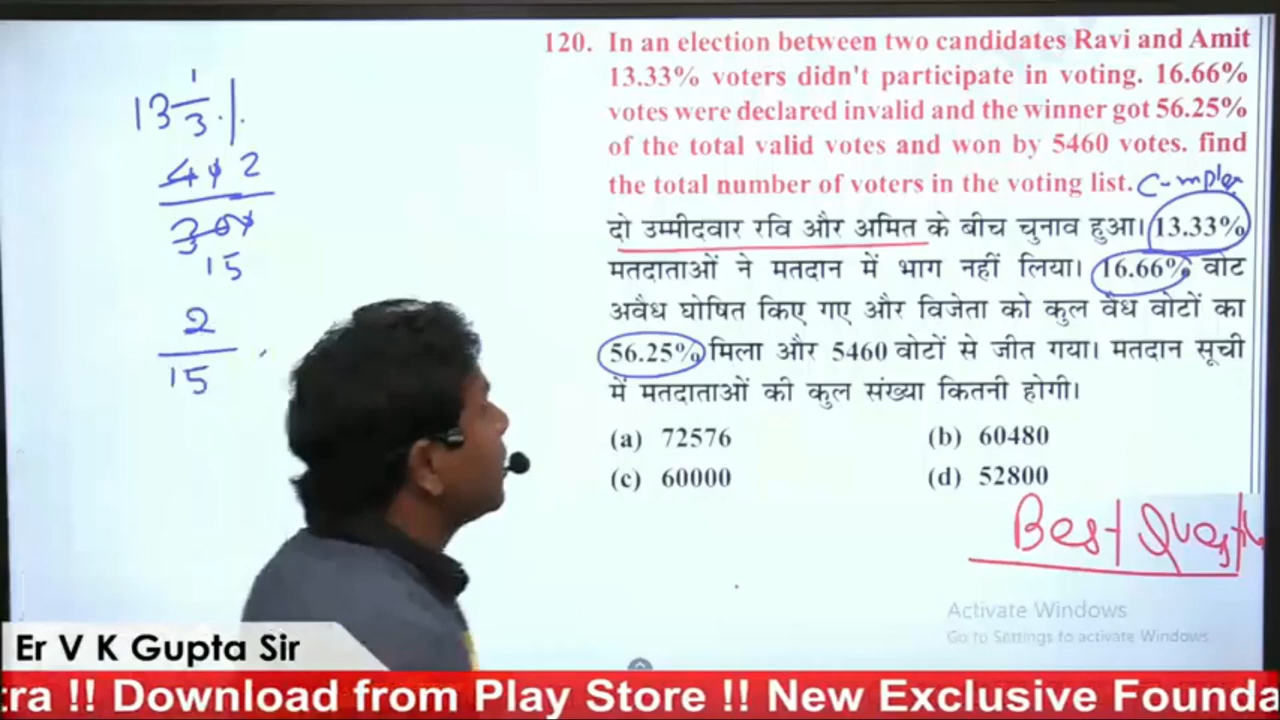 13 1/3 %
4̶0̶ 2
3̶0̶0̶
15
2
15
120. In an election between two candidates Ravi and Amit
13.33% voters didn't participate in voting. 16.66%
votes were declared invalid and the winner got 56.25%
of the total valid votes and won by 5460 votes. find
the total number of voters in the voting list.
दो उम्मीदवार रवि और अमित के बीच चुनाव हुआ। 13.33%
मतदाताओं ने मतदान में भाग नहीं लिया। 16.66% वोट
अवैध घोषित किए गए और विजेता को कुल वैध वोटों का
56.25% मिला और 5460 वोटों से जीत गया। मतदान सूची
में मतदाताओं की कुल संख्या कितनी होगी।
(a) 72576 (b) 60480
(c) 60000 (d) 52800
Best
Activate Windows
Go to Settings to activate Windows.
Er V K Gupta Sir
!! Download from Play Store !! New Exclusive